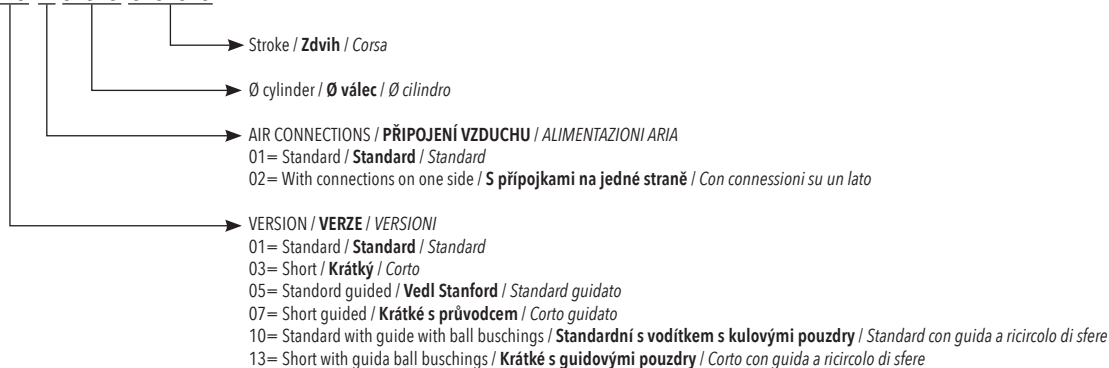 Stroke / Zdvih / Corsa
Ø cylinder / Ø válec / Ø cilindro
AIR CONNECTIONS / PŘIPOJENÍ VZDUCHU / ALIMENTAZIONI ARIA
01= Standard / Standard / Standard
02= With connections on one side / S přípojkami na jedné straně / Con connessioni su un lato
VERSION / VERZE / VERSIONI
01= Standard / Standard / Standard
03= Short / Krátký / Corto
05= Standord guided / Vedl Stanford / Standard guidato
07= Short guided / Krátké s průvodcem / Corto guidato
10= Standard with guide with ball buschings / Standardní s vodítkem s kulovými pouzdry / Standard con guida a ricircolo di sfere
13= Short with guida ball buschings / Krátké s guidovými pouzdry / Corto con guida a ricircolo di sfere